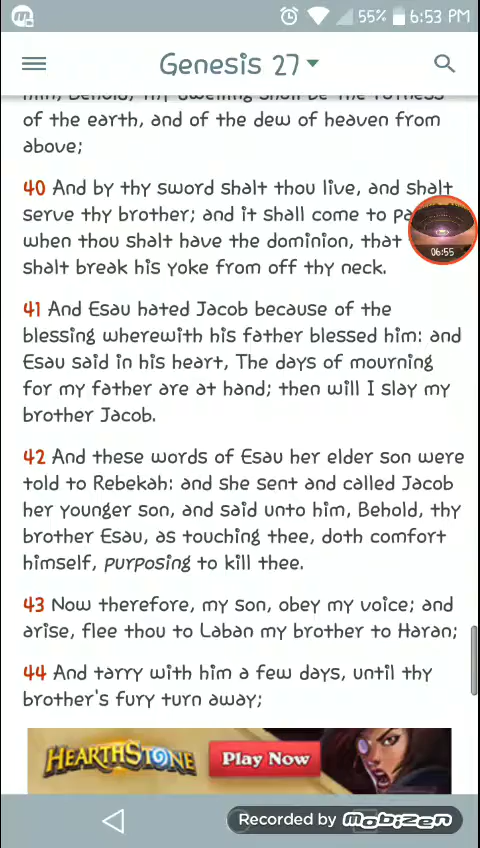 55% 6:53 PM
Genesis 27
of the earth, and of the dew of heaven from
above;
40 And by thy sword shalt thou live, and shalt
serve thy brother; and it shall come to
when thou shalt have the dominion, that
shalt break his yoke from off thy neck.
06:55
41 And Esau hated Jacob because of the
blessing wherewith his father blessed him: and
Esau said in his heart, The days of mourning
for my father are at hand; then will I slay my
brother Jacob.
42 And these words of Esau her elder son were
told to Rebekah: and she sent and called Jacob
her younger son, and said unto him, Behold, thy
brother Esau, as touching thee, doth comfort
himself, purposing to kill thee.
43 Now therefore, my son, obey my voice; and
arise, flee thou to Laban my brother to Haran;
44 And tarry with him a few days, until thy
brother's fury turn away;
HEARTHSTONE Play Now
Recorded by mobizen